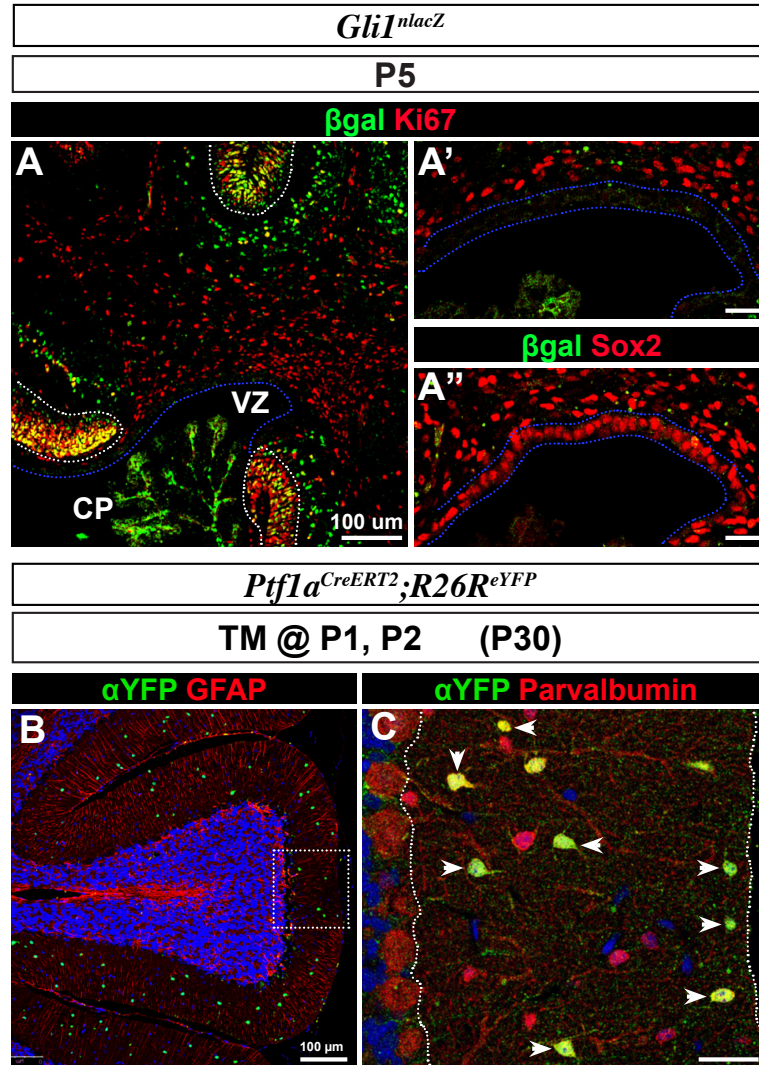 Gli1nlacZ
P5
βgal Ki67
A
A'
VZ
CP
100 um
βgal Sox2
A"
Ptf1aCreERT2;R26ReYFP
TM @ P1, P2 (P30)
αYFP GFAP
αYFP Parvalbumin
B
C
100 μm